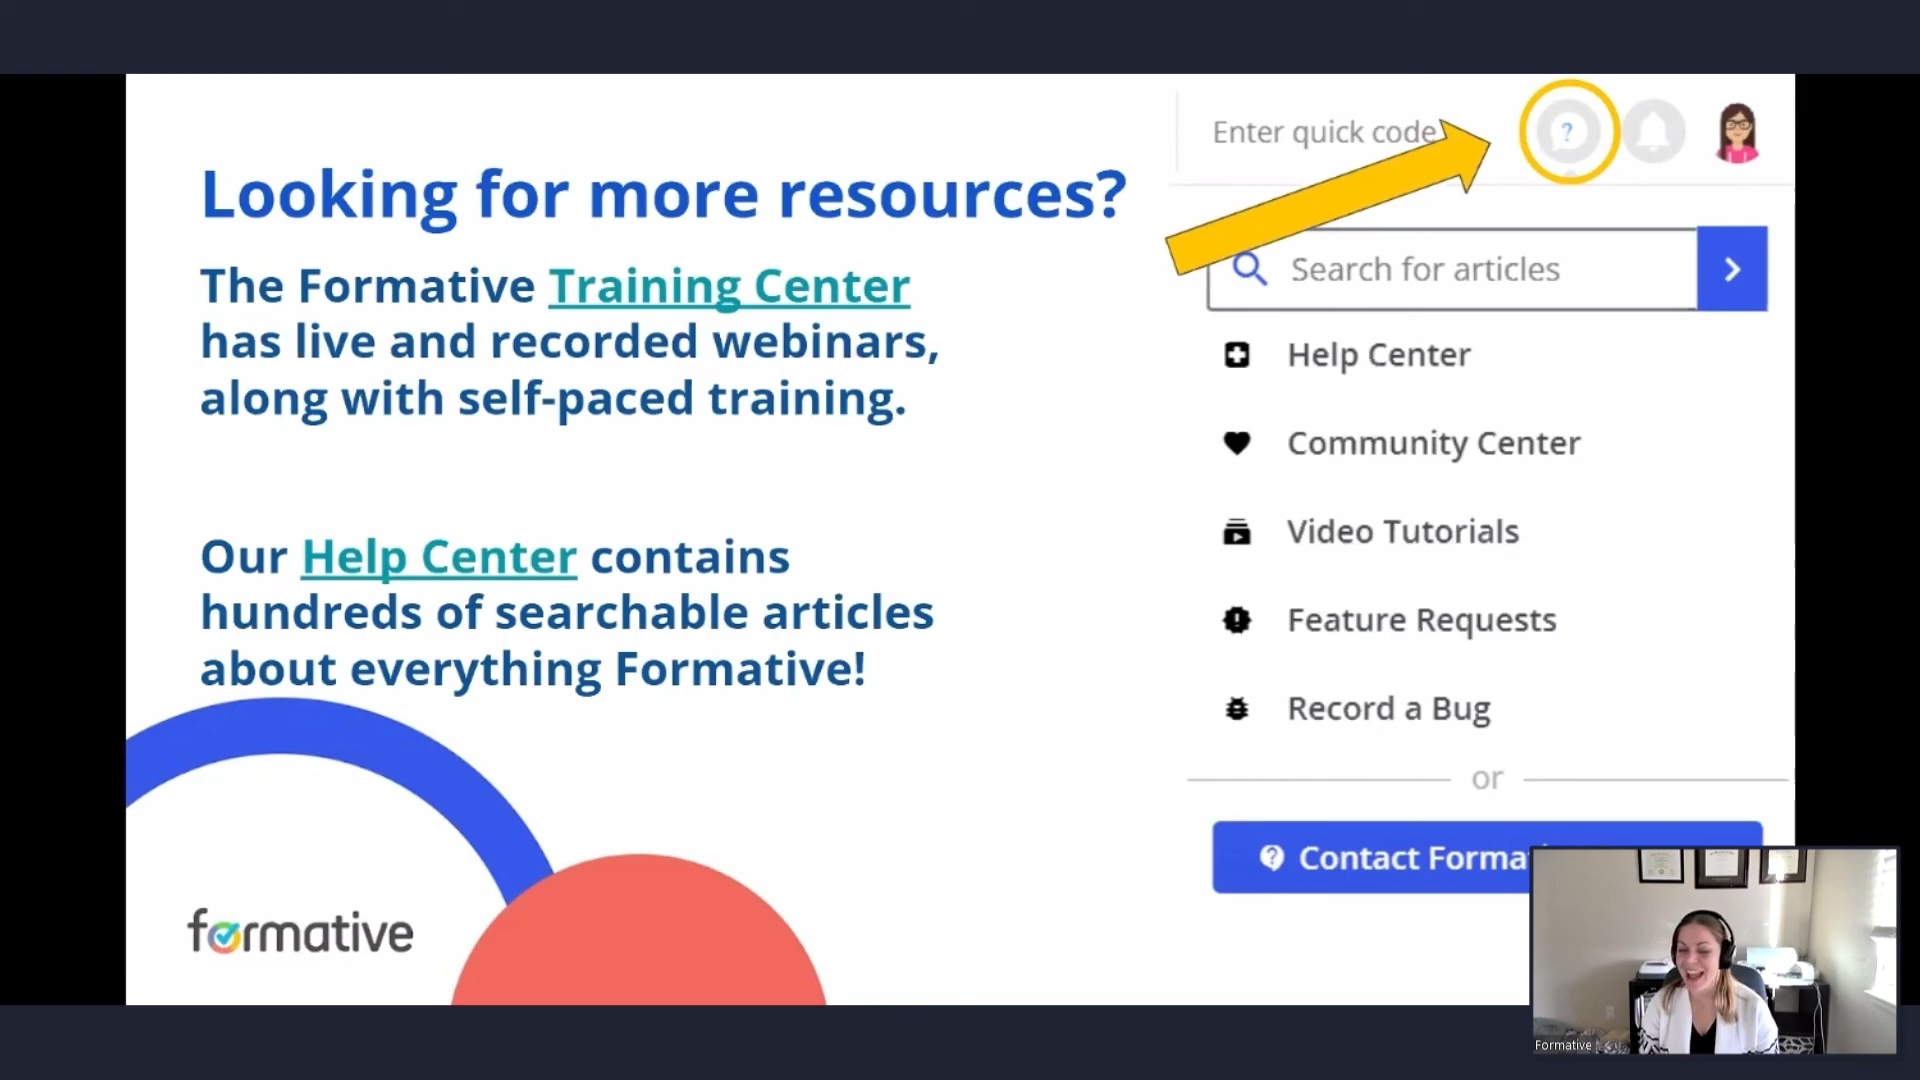 Looking for more resources?
The Formative Training Center
has live and recorded webinars,
along with self-paced training.
Our Help Center contains
hundreds of searchable articles
about everything Formative!
formative
Enter quick code
?
Search for articles
Help Center
Community Center
Video Tutorials
Feature Requests
Record a Bug
or
Contact
Formative